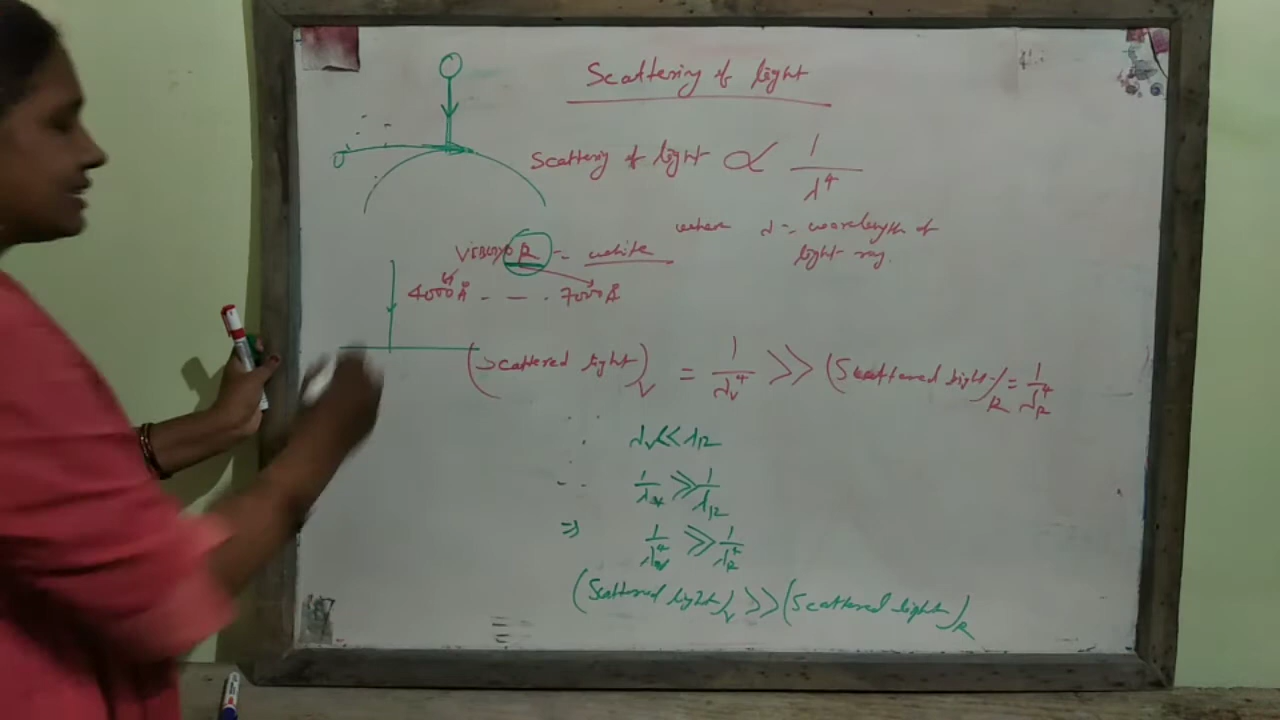 Scattering of light
Scattering of light ∝ 1/λ⁴
where λ = wavelength of
light ray.
VIBGYOR = white
4000Å - — . 7000Å
(Scattered light)V = 1/λV⁴ >> (Scattered light)R = 1/λR⁴
∵ λV << λR
∴ 1/λV >> 1/λR
⇒ 1/λV⁴ >> 1/λR⁴
(Scattered light)V >> (Scattered light)R